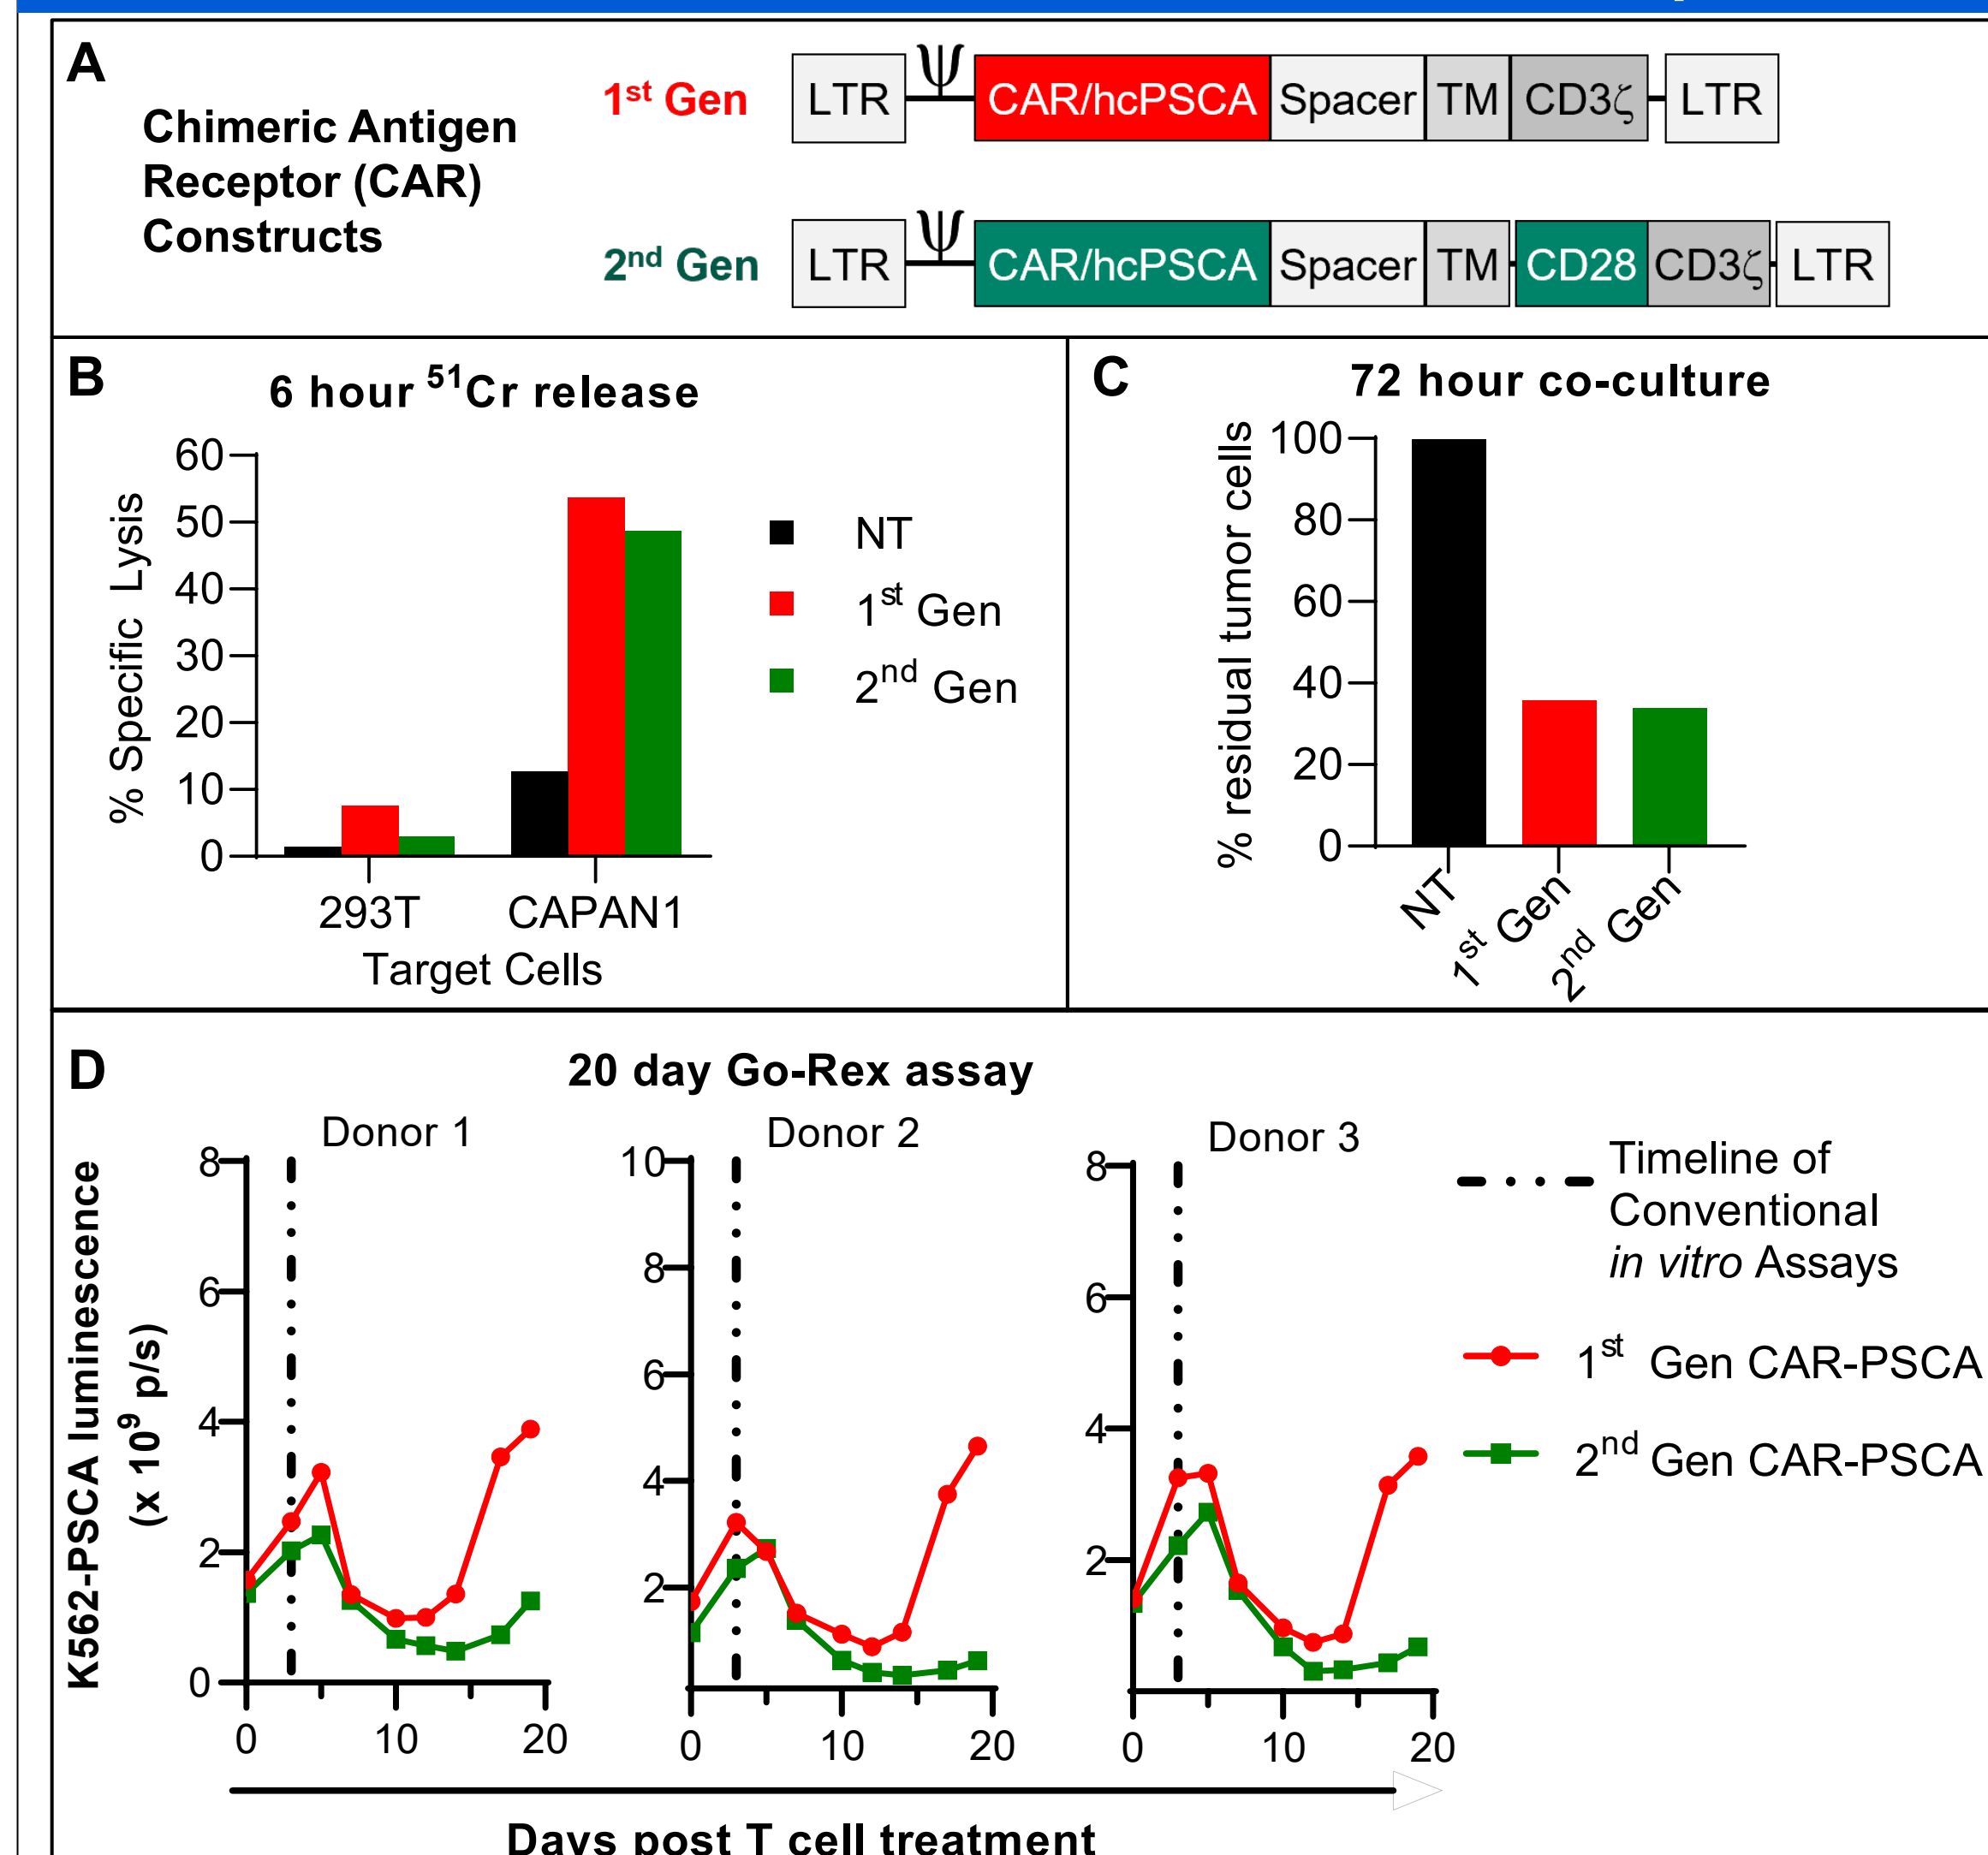 A
Chimeric Antigen
Receptor (CAR)
Constructs
1st Gen
LTR
Ψ
CAR/hcPSCA
Spacer
TM
CD3ζ
LTR
2nd Gen
LTR
Ψ
CAR/hcPSCA
Spacer
TM
CD28
CD3ζ
LTR
B
6 hour 51Cr release
% Specific Lysis
60
50
40
30
20
10
0
293T
CAPAN1
Target Cells
NT
1st Gen
2nd Gen
C
72 hour co-culture
% residual tumor cells
100
80
60
40
20
0
NT
1st Gen
2nd Gen
D
20 day Go-Rex assay
K562-PSCA luminescence
(x 10⁹ p/s)
Donor 1
8
6
4
2
0
0
10
20
Donor 2
10
8
6
4
2
0
10
20
Donor 3
8
6
4
2
0
10
20
Timeline of
Conventional
in vitro Assays
1st Gen CAR-PSCA
2nd Gen CAR-PSCA
Days post T cell treatment